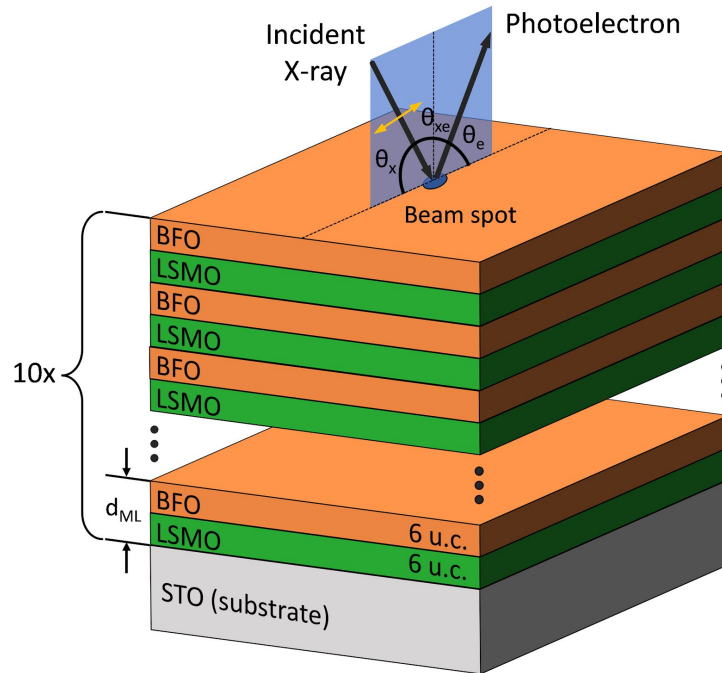 Incident
X-ray
Photoelectron
θxe
θx
θe
Beam spot
BFO
LSMO
BFO
LSMO
BFO
LSMO
10x
dML
BFO
6 u.c.
LSMO
6 u.c.
STO (substrate)